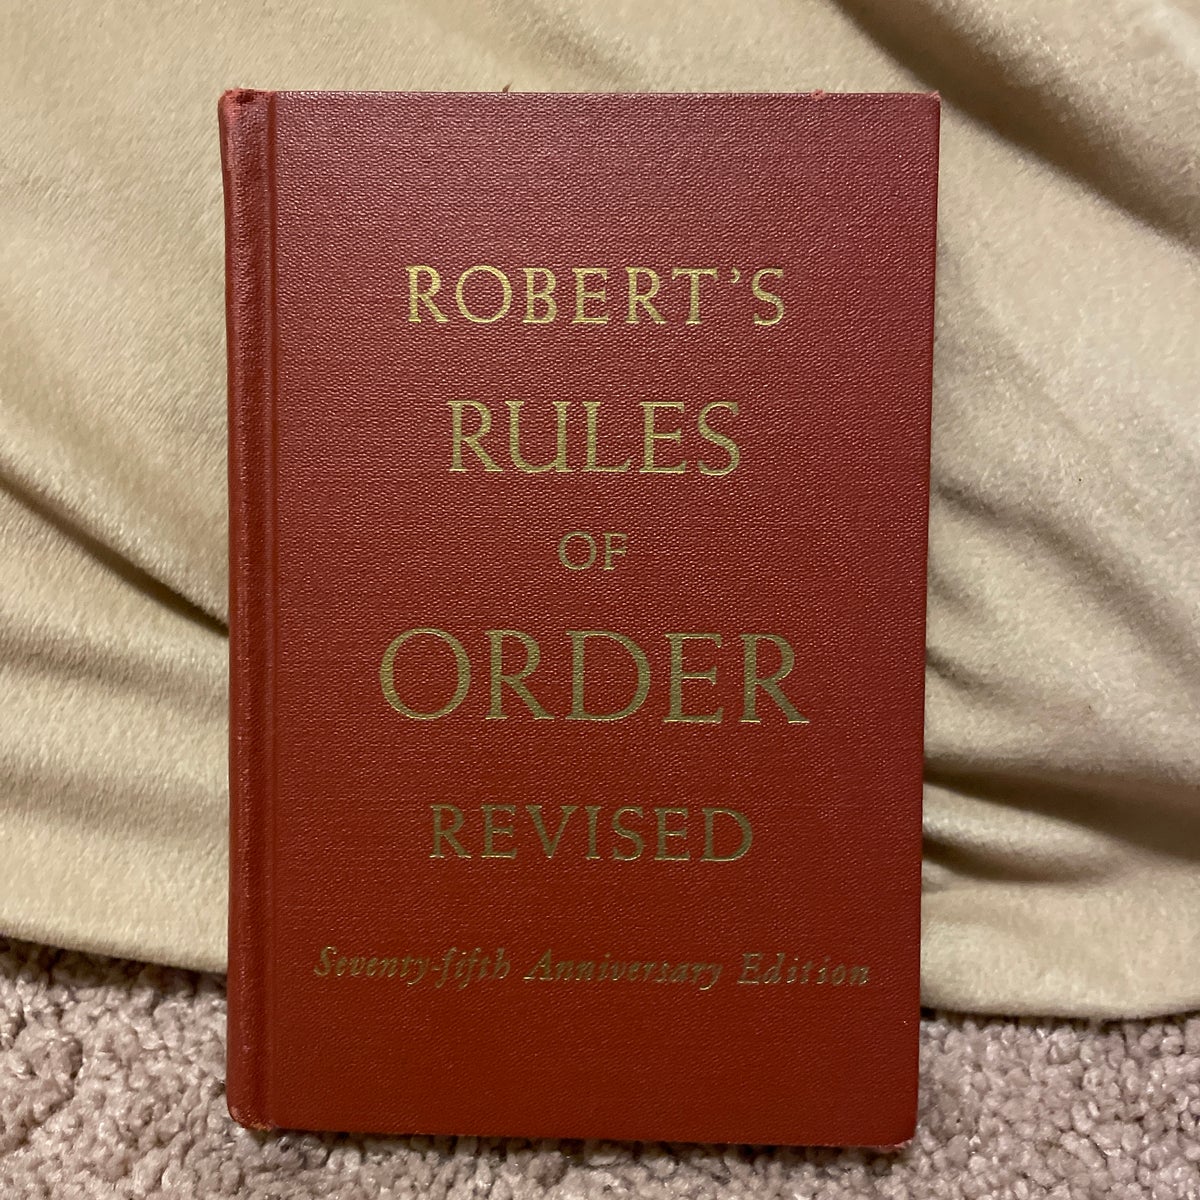 ROBERT'S
RULES
OF
ORDER
REVISED
Seventy-fifth Anniversary Edition